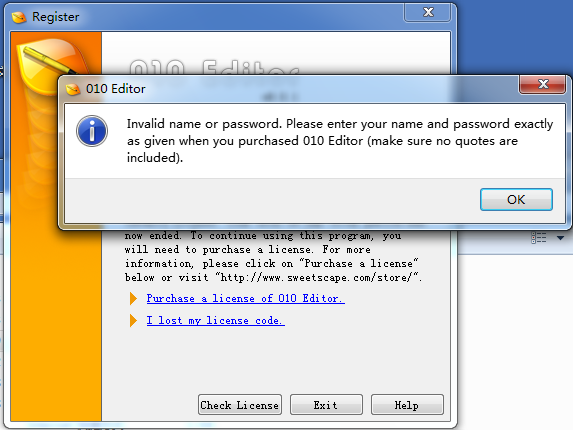 Register
010 Editor
010 Editor
Invalid name or password. Please enter your name and password exactly
as given when you purchased 010 Editor (make sure no quotes are
included).
OK
now ended. To continue using this program, you
will need to purchase a license. For more
information, please click on "Purchase a license"
below or visit "http://www.sweetscape.com/store/".
Purchase a license of 010 Editor.
I lost my license code.
Check License
Exit
Help